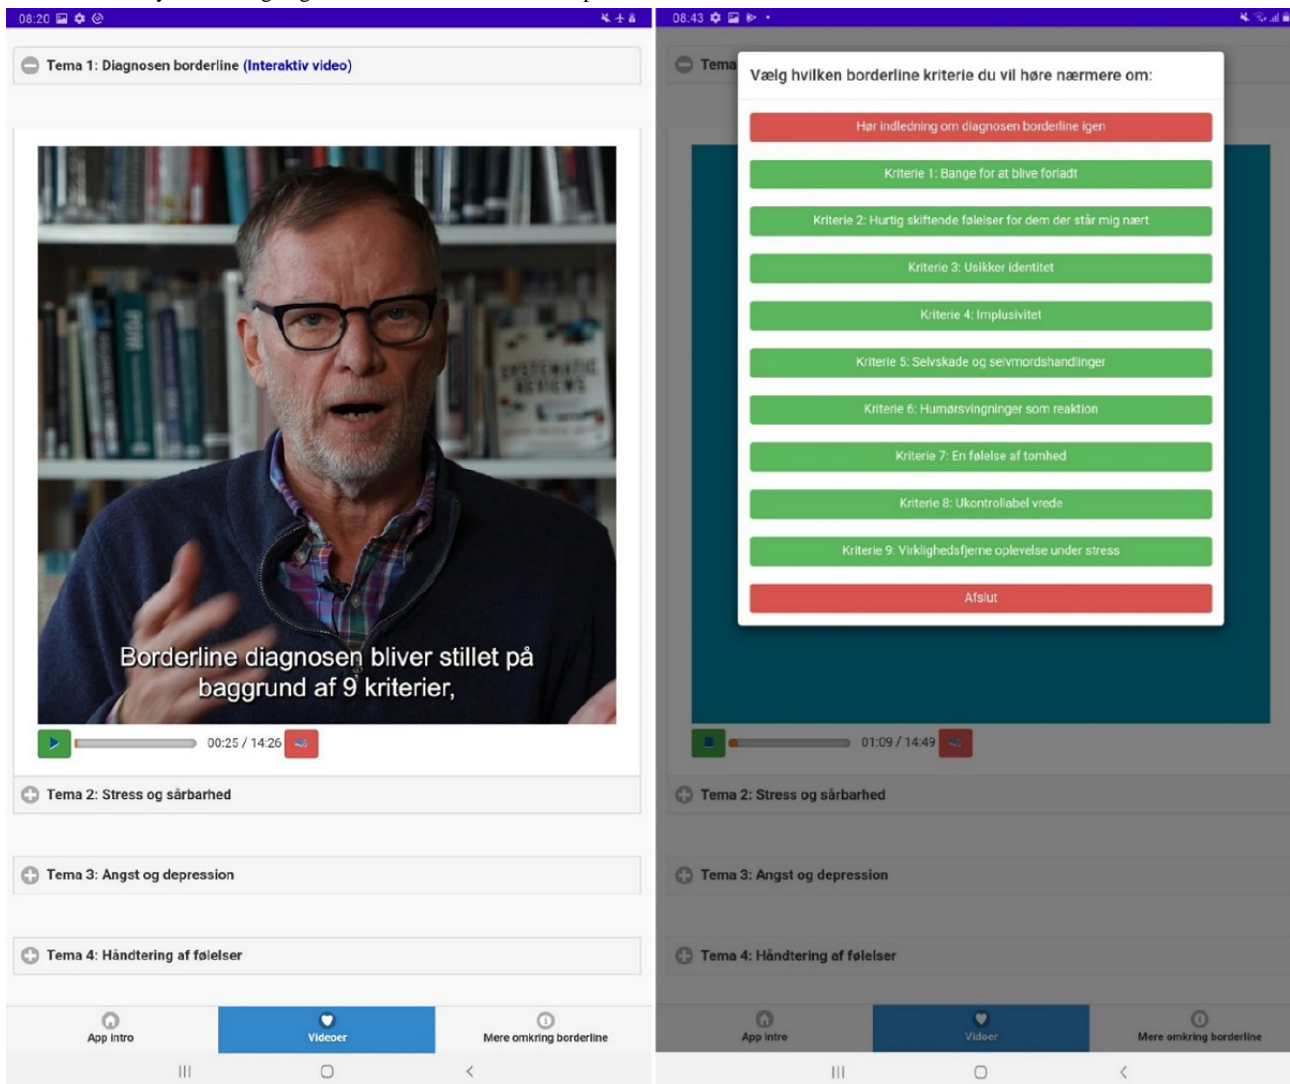 08:20
Tema 1: Diagnosen borderline (Interaktiv video)
SYSTEMATIC
REVIEWS
Borderline diagnosen bliver stillet på
baggrund af 9 kriterier,
00:25 / 14:26
Tema 2: Stress og sårbarhed
Tema 3: Angst og depression
Tema 4: Håndtering af følelser
App intro
Videoer
Mere omkring borderline
08:43
Tema
Vælg hvilken borderline kriterie du vil høre nærmere om:
Hør indledning om diagnosen borderline igen
Kriterie 1: Bange for at blive forladt
Kriterie 2: Hurtig skiftende følelser for dem der står mig nært
Kriterie 3: Usikker identitet
Kriterie 4: Implusivitet
Kriterie 5: Selvskade og selvmordshandlinger
Kriterie 6: Humørsvingninger som reaktion
Kriterie 7: En følelse af tomhed
Kriterie 8: Ukontrollabel vrede
Kriterie 9: Virklighedsfjerne oplevelse under stress
Afslut
01:09 / 14:49
Tema 2: Stress og sårbarhed
Tema 3: Angst og depression
Tema 4: Håndtering af følelser
App intro
Videoer
Mere omkring borderline